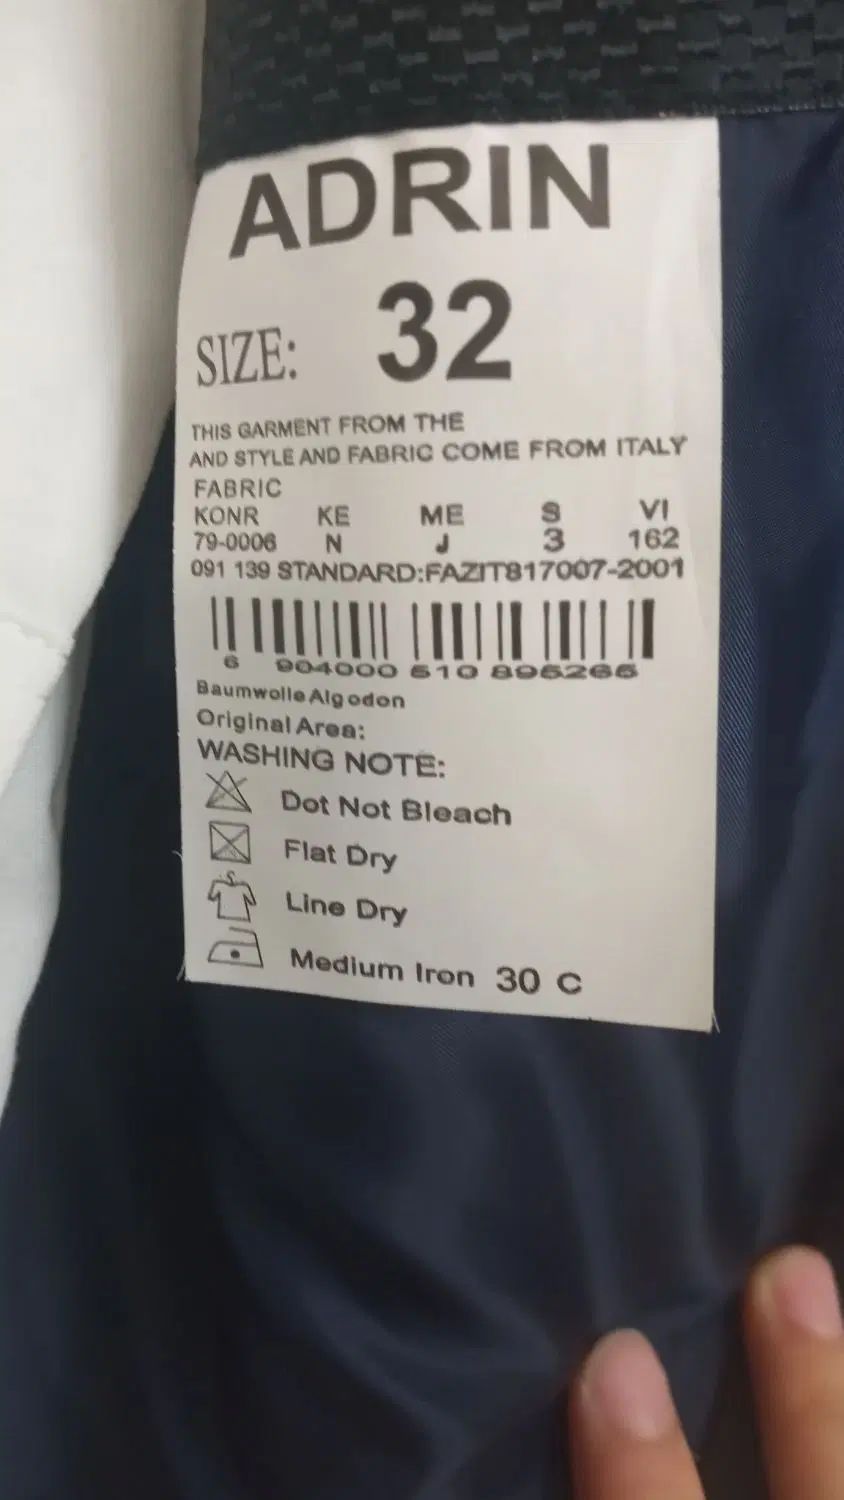 ADRIN
SIZE: 32
THIS GARMENT FROM THE
AND STYLE AND FABRIC COME FROM ITALY
FABRIC
KONR KE ME S VI
79-0006 N J 3 162
091 139 STANDARD:FAZIT817007-2001
6 904000 510 895265
Baumwolle Algodon
Original Area:
WASHING NOTE:
Dot Not Bleach
Flat Dry
Line Dry
Medium Iron 30 C